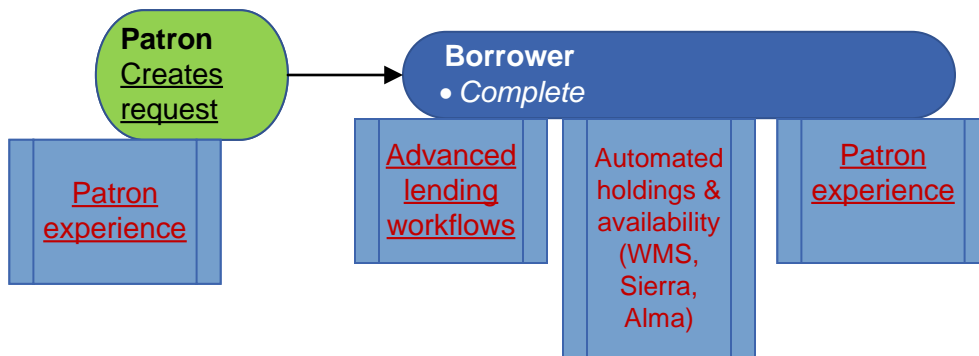 Patron
Creates
request
Borrower
• Complete
Patron
experience
Advanced
lending
workflows
Automated
holdings &
availability
(WMS,
Sierra,
Alma)
Patron
experience